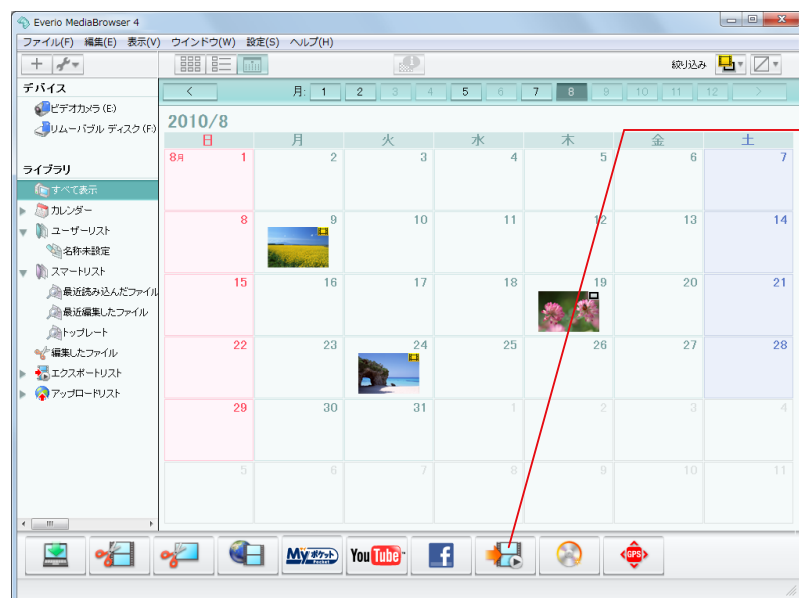 Everio MediaBrowser 4
ファイル(F) 編集(E) 表示(V) ウインドウ(W) 設定(S) ヘルプ(H)
絞り込み
デバイス
ビデオカメラ (E:)
リムーバブル ディスク (F:)
ライブラリ
すべて表示
カレンダー
ユーザーリスト
名称未設定
スマートリスト
最近読み込んだファイル
最近編集したファイル
トップレート
編集したファイル
エクスポートリスト
アップロードリスト
< 月: 1 2 3 4 5 6 7 8 9 10 11 12 >
2010/8
日 月 火 水 木 金 土
8月 1 2 3 4 5 6 7
8 9 10 11 12 13 14
15 16 17 18 19 20 21
22 23 24 25 26 27 28
29 30 31 1 2 3 4
5 6 7 8 9 10 11
Myポケット Pocket YouTube f GPS